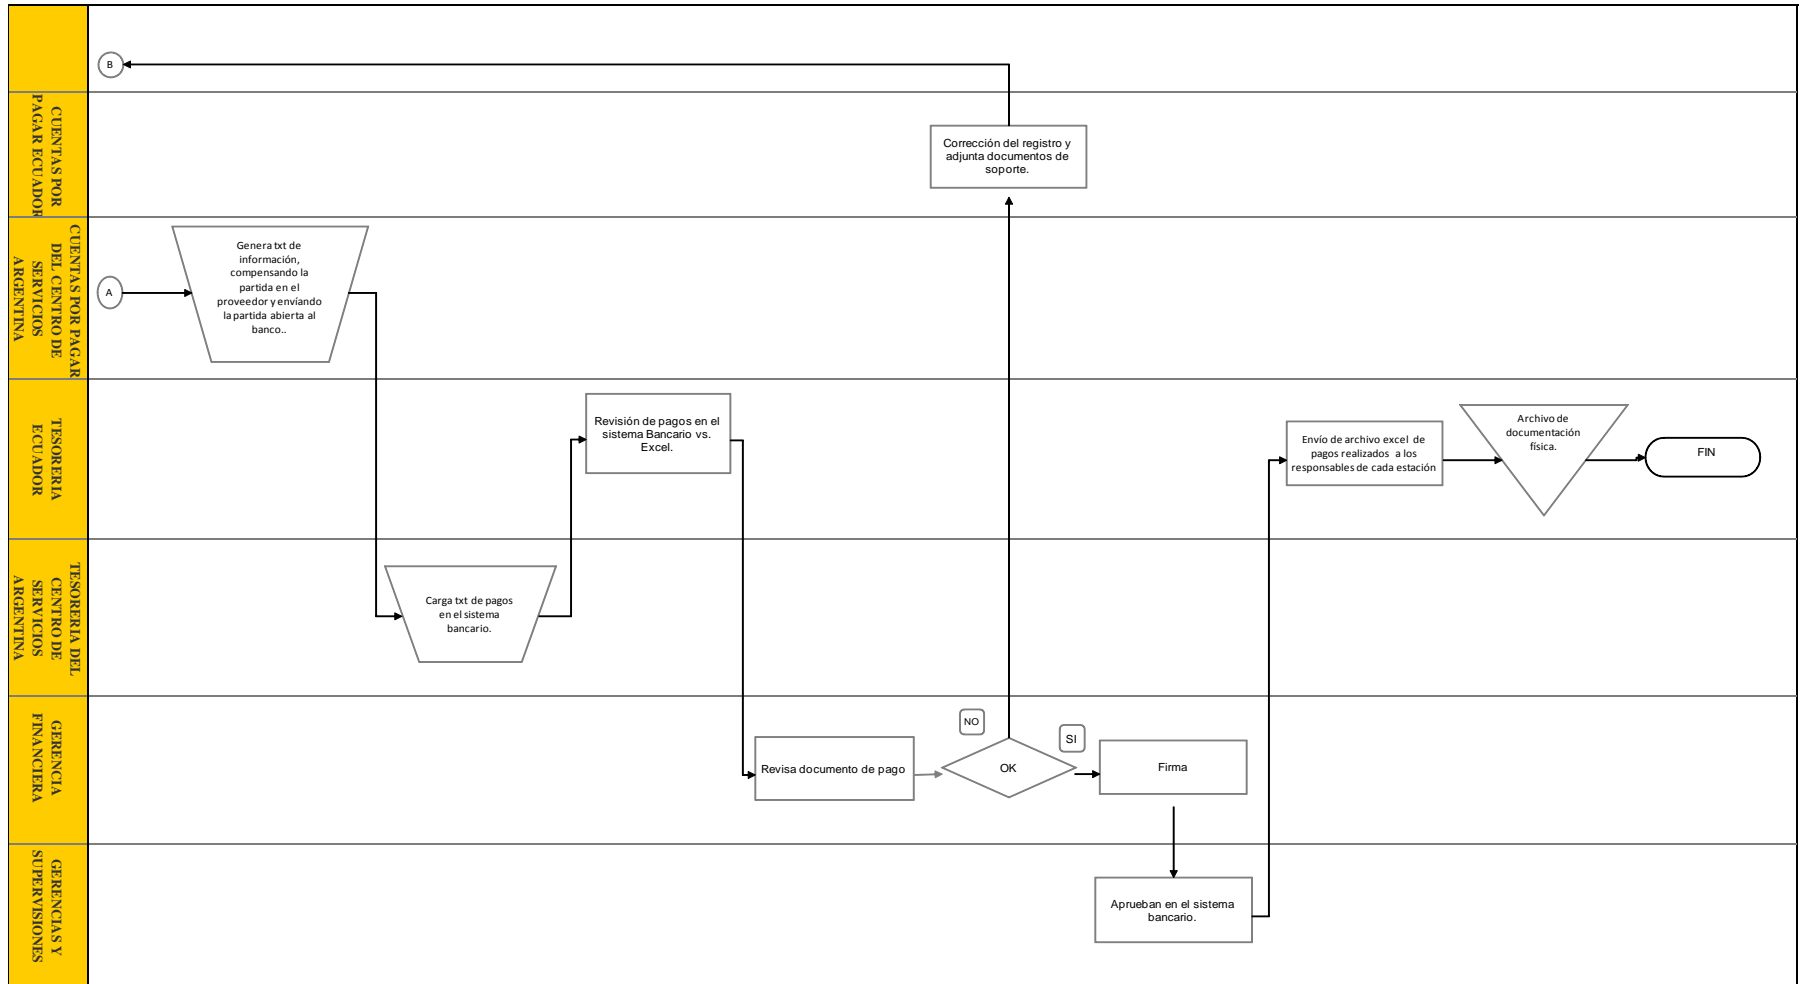 B
CUENTAS POR
PAGAR ECUADOR
Corrección del registro y
adjunta documentos de
soporte.
CUENTAS POR PAGAR
DEL CENTRO DE
SERVICIOS
ARGENTINA
A
Genera txt de
información,
compensando la
partida en el
proveedor y envíando
la partida abierta al
banco..
TESORERIA
ECUADOR
Revisión de pagos en el
sistema Bancario vs.
Excel.
Envío de archivo excel de
pagos realizados a los
responsables de cada estación
Archivo de
documentación
física.
FIN
TESORERIA DEL
CENTRO DE
SERVICIOS
ARGENTINA
Carga txt de pagos
en el sistema
bancario.
GERENCIA
FINANCIERA
Revisa documento de pago
NO
OK
SI
Firma
GERENCIAS Y
SUPERVISIONES
Aprueban en el sistema
bancario.